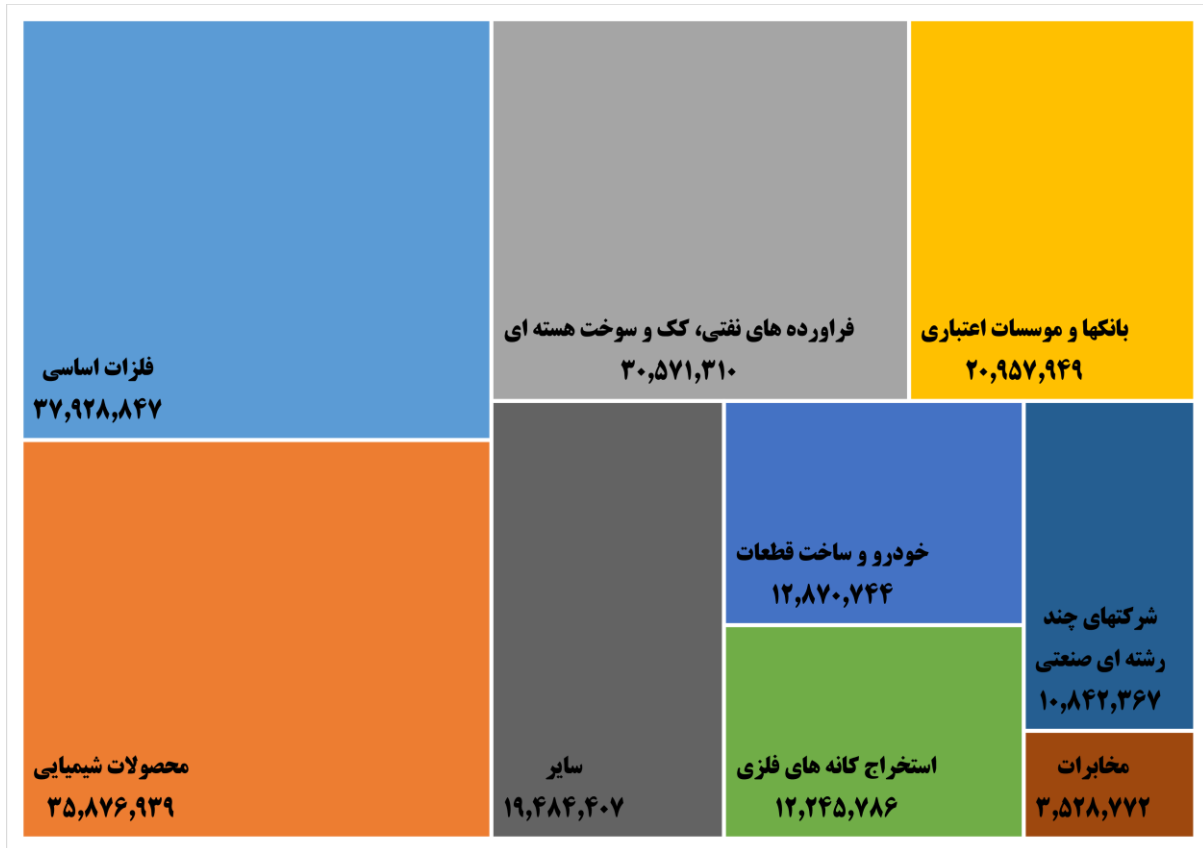 بانکها و موسسات اعتباری
۲۰,۹۵۷,۹۴۹
فراورده های نفتی، کک و سوخت هسته ای
۳۰,۵۷۱,۳۱۰
فلزات اساسی
۳۷,۹۲۸,۸۴۷
شرکتهای چند
رشته ای صنعتی
۱۰,۸۴۲,۳۶۷
خودرو و ساخت قطعات
۱۲,۸۷۰,۷۴۴
مخابرات
۳,۵۲۸,۷۷۲
استخراج کانه های فلزی
۱۲,۲۴۵,۷۸۶
سایر
۱۹,۴۸۴,۴۰۷
محصولات شیمیایی
۳۵,۸۷۶,۹۳۹